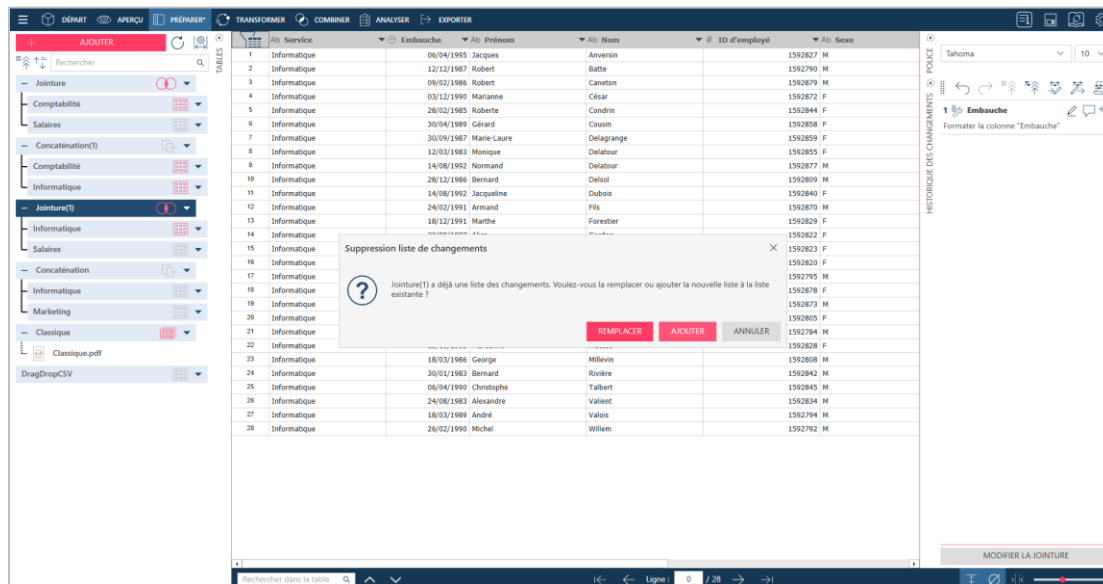 DÉPART APERÇU PRÉPARER* TRANSFORMER COMBINER ANALYSER EXPORTER
AJOUTER
Rechercher
Jointure
Comptabilité
Salaires
Concaténation(1)
Comptabilité
Informatique
Jointure(1)
Informatique
Salaires
Concaténation
Informatique
Marketing
Classique
Classique.pdf
DragDropCSV
TABLES
Ab Service Embauche Ab Prénom Ab Nom # ID d'employé Ab Sexe
1 Informatique 06/04/1995 Jacques Anversin 1592827 M
2 Informatique 12/12/1987 Robert Batte 1592790 M
3 Informatique 09/02/1986 Robert Caneton 1592879 M
4 Informatique 03/12/1990 Marianne César 1592872 F
5 Informatique 28/02/1985 Roberte Condrin 1592844 F
6 Informatique 30/04/1989 Gérard Cousin 1592858 F
7 Informatique 30/09/1987 Marie-Laure Delagrange 1592859 F
8 Informatique 12/03/1983 Monique Delatour 1592855 F
9 Informatique 14/08/1992 Normand Delatour 1592877 M
10 Informatique 28/12/1986 Bernard Delsol 1592809 M
11 Informatique 14/08/1992 Jacqueline Dubois 1592840 F
12 Informatique 24/02/1991 Armand Fils 1592870 M
13 Informatique 18/12/1991 Marthe Forestier 1592829 F
14 Informatique 1592822 F
15 Informatique 1592823 F
16 Informatique 1592820 F
17 Informatique 1592795 M
18 Informatique 1592878 F
19 Informatique 1592873 M
20 Informatique 1592805 F
21 Informatique 1592784 M
22 Informatique 1592828 F
23 Informatique 18/03/1986 George Millevin 1592808 M
24 Informatique 30/01/1983 Bernard Rivière 1592842 M
25 Informatique 06/04/1990 Christophe Talbert 1592845 M
26 Informatique 24/08/1983 Alexandre Valient 1592834 M
27 Informatique 18/03/1989 André Valois 1592794 M
28 Informatique 26/02/1990 Michel Willem 1592792 M
Suppression liste de changements
Jointure(1) a déjà une liste des changements. Voulez-vous la remplacer ou ajouter la nouvelle liste à la liste
existante ?
REMPLACER AJOUTER ANNULER
POLICE
Tahoma 10
HISTORIQUE DES CHANGEMENTS
1 Embauche
Formater la colonne "Embauche"
MODIFIER LA JOINTURE
Rechercher dans la table Ligne : 0 / 28